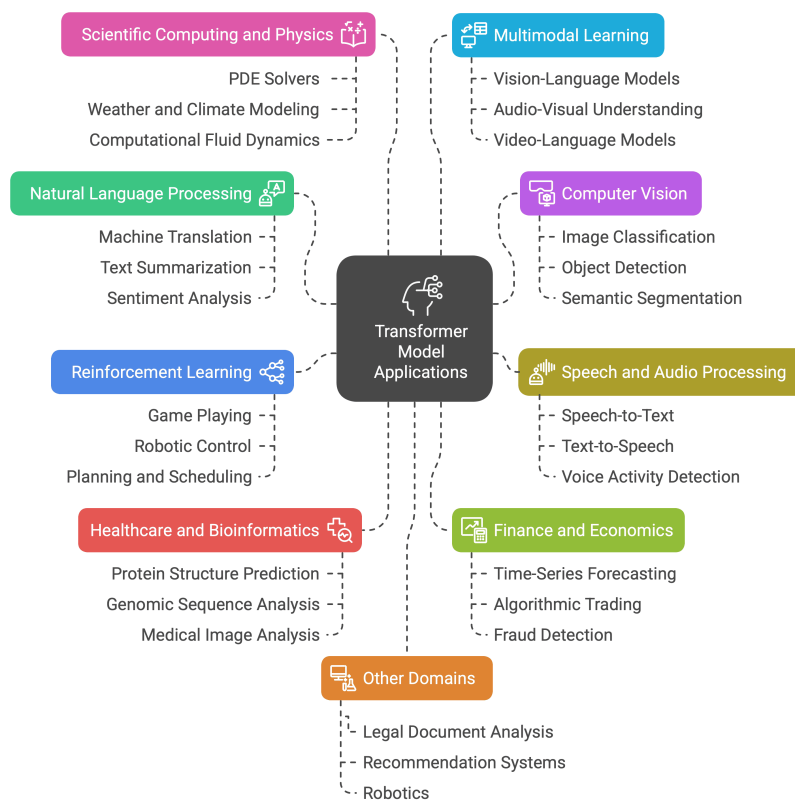 Scientific Computing and Physics
PDE Solvers
Weather and Climate Modeling
Computational Fluid Dynamics
Multimodal Learning
Vision-Language Models
Audio-Visual Understanding
Video-Language Models
Natural Language Processing
Machine Translation
Text Summarization
Sentiment Analysis
Computer Vision
Image Classification
Object Detection
Semantic Segmentation
Transformer
Model
Applications
Reinforcement Learning
Game Playing
Robotic Control
Planning and Scheduling
Speech and Audio Processing
Speech-to-Text
Text-to-Speech
Voice Activity Detection
Healthcare and Bioinformatics
Protein Structure Prediction
Genomic Sequence Analysis
Medical Image Analysis
Finance and Economics
Time-Series Forecasting
Algorithmic Trading
Fraud Detection
Other Domains
Legal Document Analysis
Recommendation Systems
Robotics